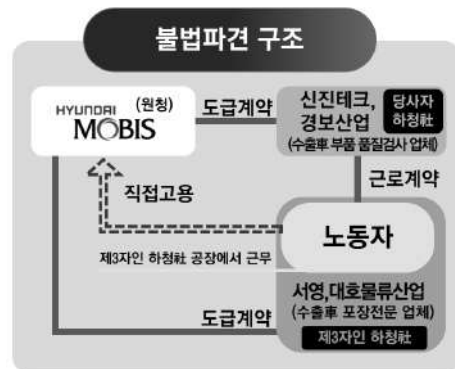 불법파견 구조
HYUNDAI
MOBIS
(원청)
도급계약
신진테크,
경보산업
(수출車 부품 품질검사 업체)
당사자
하청社
직접고용
근로계약
노동자
제3자인 하청社 공장에서 근무
서영,대호물류산업
(수출車 포장전문 업체)
도급계약
제3자인 하청社